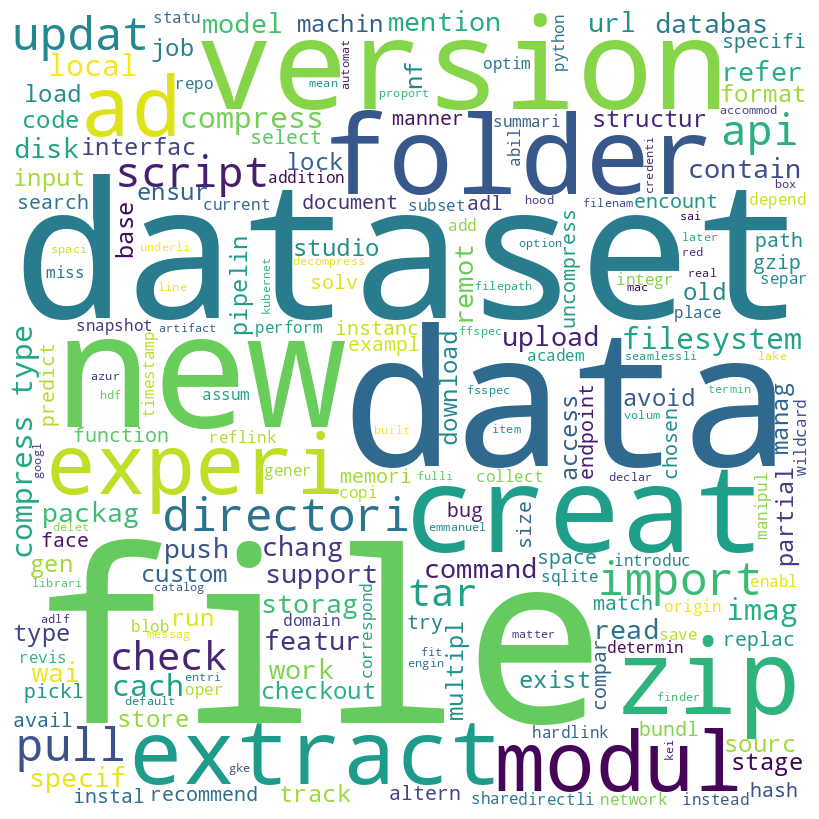 statu
updat
job
model
machin
mention
url
databas
python
specifi
optim
repo
mean
automat
proport
nf
version
local
ad
load
code
compress
select
refer
format
accommod
manner
summari
structur
api
disk
interfac
script
folder
lock
abil
credenti
contain
input
addition
ensur
search
current
document
subset
adl
hood
filenam
add
encount
box
depend
base
dataset
spaci
underli
miss
line
studio
decompress
solv
kubernet
pipelin
option
filepath
remot
uncompress
integr
sai
red
mac
real
later
path
gzip
old
separ
place
snapshot
artifact
perform
instanc
exampl
ffspec
upload
filesystem
new
data
timestamp
predict
azur
hdf
assum
download
academ
fsspec
seamlessli
lake
termin
avoid
access
endpoint
volum
chosen
item
built
function
reflink
googl
compress type
experi
gener
memori
copi
fulli
collect
declar
partial
manag
wildcard
manipul
packag
delet
directori
emmanuel
bug
size
creat
face
push
chang
gen
librari
custom
catalog
support
command
space
sqlite
introduc
import
enabl
file
tar
storag
type
adlf
blob
messag
run
domain
featur
correspond
try
match
origin
imag
revis
wai
check
work
fit
engin
matter
multipl
read
determin
save
replac
pickl
oper
entri
cach
checkout
exist
compar
zip
finder
avail
store
default
pull
extract
modul
hardlink
bundl
sourc
kei
stage
specif
gke
instal
recommend
track
altern
share
directli
network
instead
hash